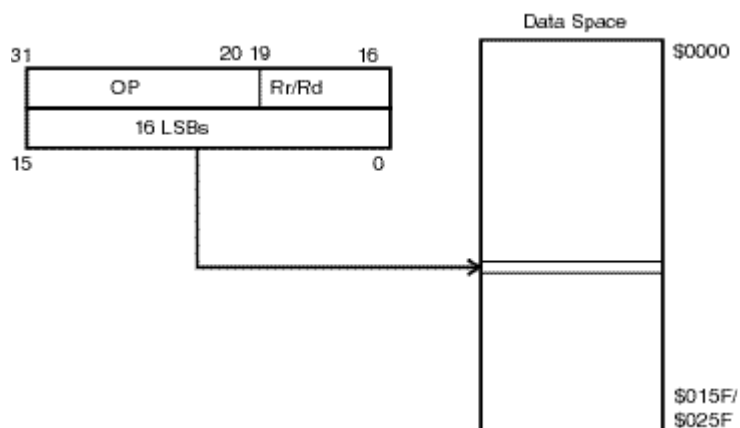 Data Space
$0000
31 20 19 16
OP Rr/Rd
16 LSBs
15 0
$015F/
$025F